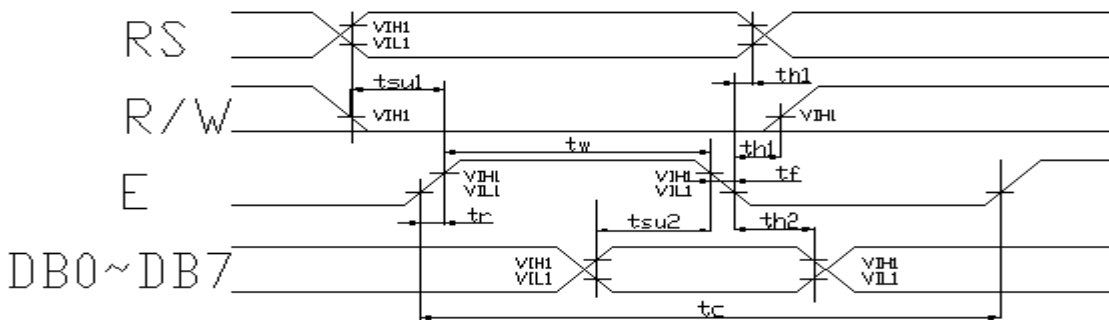 RS
VIH1
VIL1
th1
tsu1
R/W
VIH1
VIH1
tw
th1
E
VIH1
VIL1
VIH1
VIL1
tf
tr
tsu2
th2
DB0~DB7
VIH1
VIL1
VIH1
VIL1
tc